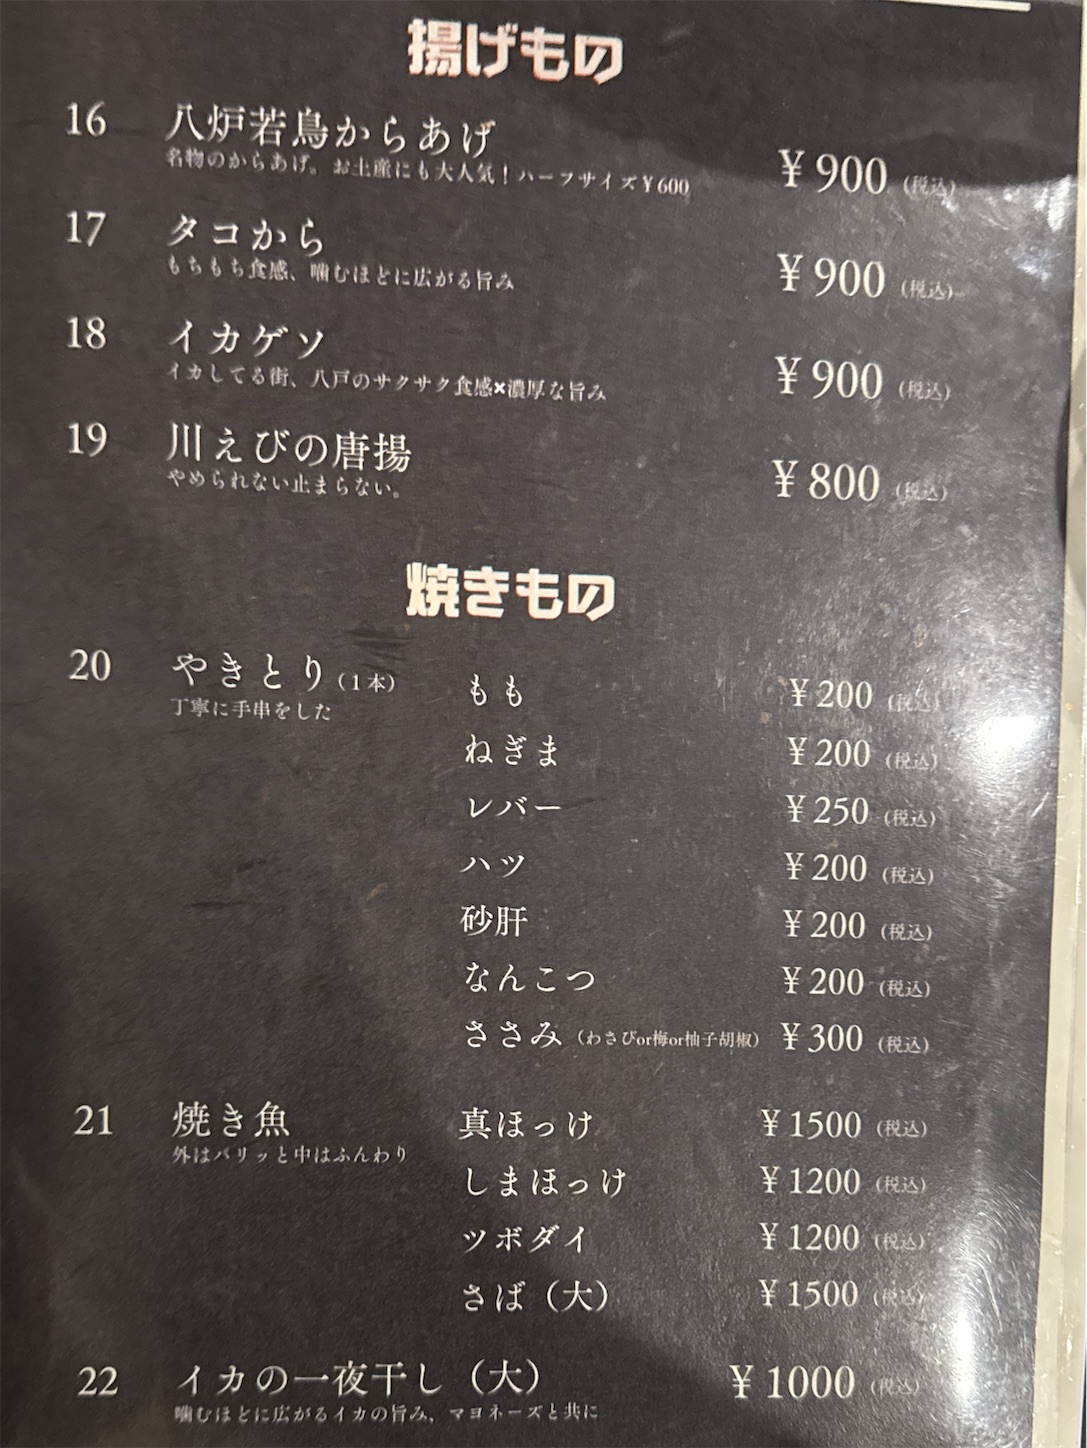 揚げもの
16 八炉若鳥からあげ
名物のからあげ。お土産にも大人気！ハーフサイズ¥600
¥900 (税込)
17 タコから
もちもち食感、噛むほどに広がる旨み
¥900 (税込)
18 イカゲソ
イカしてる街、八戸のサクサク食感×濃厚な旨み
¥900 (税込)
19 川えびの唐揚
やめられない止まらない。
¥800 (税込)
焼きもの
20 やきとり(1本) もも ¥200 (税込)
丁寧に手串をした
ねぎま ¥200 (税込)
レバー ¥250 (税込)
ハツ ¥200 (税込)
砂肝 ¥200 (税込)
なんこつ ¥200 (税込)
ささみ(わさびor梅or柚子胡椒) ¥300 (税込)
21 焼き魚 真ほっけ ¥1500 (税込)
外はパリッと中はふんわり
しまほっけ ¥1200 (税込)
ツボダイ ¥1200 (税込)
さば(大) ¥1500 (税込)
22 イカの一夜干し(大) ¥1000 (税込)
噛むほどに広がるイカの旨み、マヨネーズと共に